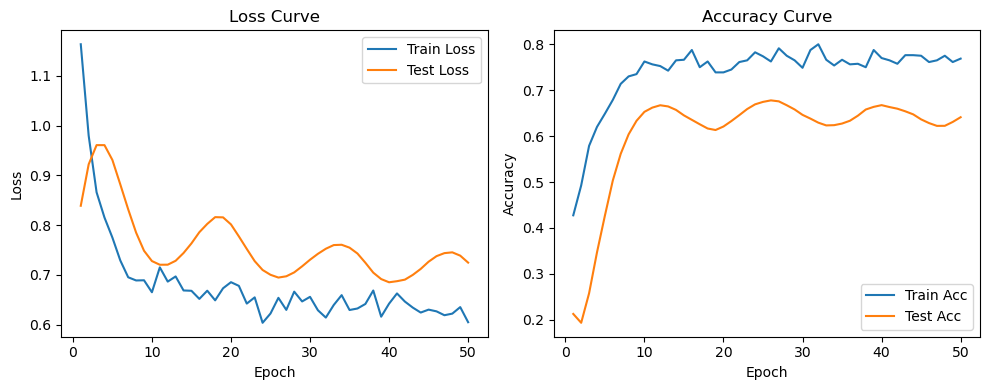 Loss Curve
Train Loss
Test Loss
1.1
1.0
0.9
0.8
0.7
0.6
Loss
0 10 20 30 40 50
Epoch
Accuracy Curve
0.8
0.7
0.6
0.5
0.4
0.3
0.2
Accuracy
Train Acc
Test Acc
0 10 20 30 40 50
Epoch